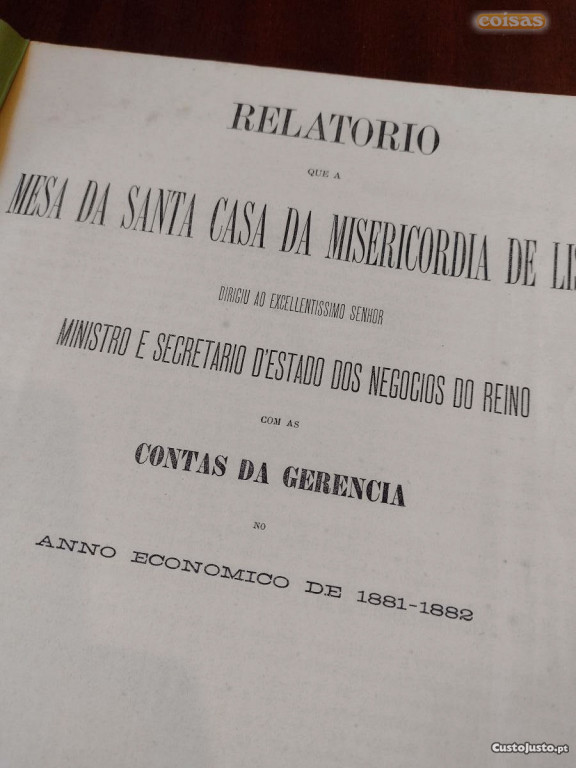 coisas
RELATORIO
QUE A
MESA DA SANTA CASA DA MISERICORDIA DE LIS
DIRIGIU AO EXCELLENTISSIMO SENHOR
MINISTRO E SECRETARIO D'ESTADO DOS NEGOCIOS DO REINO
COM AS
CONTAS DA GERENCIA
NO
ANNO ECONOMICO DE 1881-1882
CustoJusto.pt